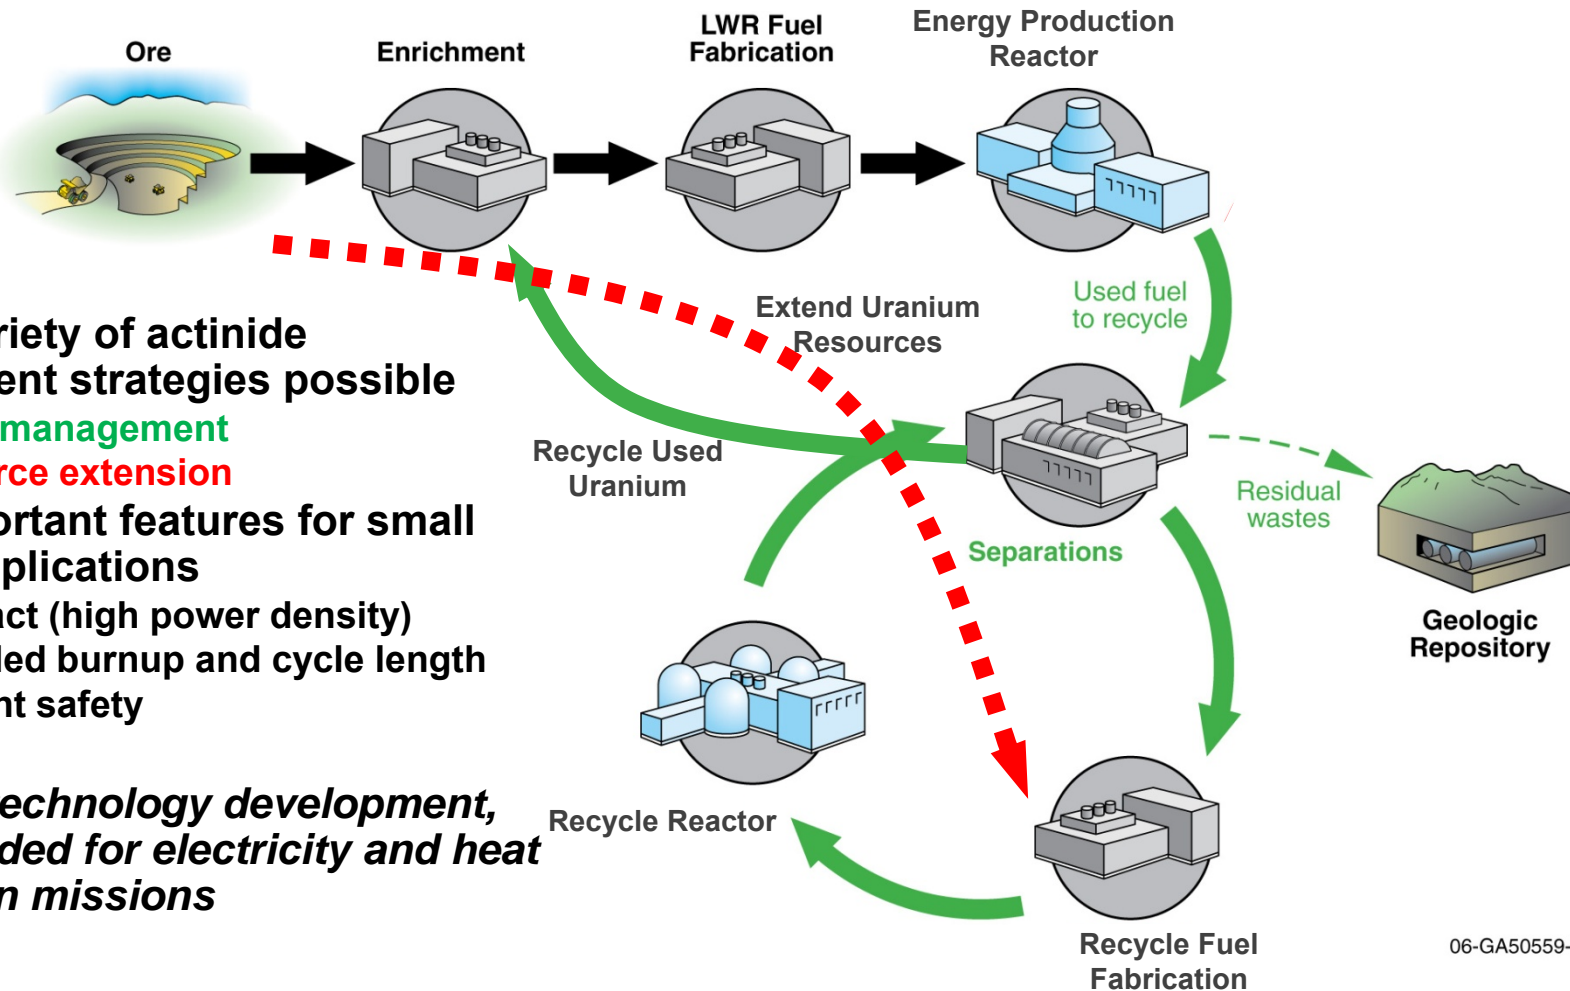 Ore
Enrichment
LWR Fuel
Fabrication
Energy Production
Reactor
Used fuel
to recycle
Extend Uranium
Resources
riety of actinide
ent strategies possible
management
rce extension
ortant features for small
plications
act (high power density)
ded burnup and cycle length
nt safety
echnology development,
ded for electricity and heat
n missions
Recycle Used
Uranium
Separations
Residual
wastes
Geologic
Repository
Recycle Reactor
Recycle Fuel
Fabrication
06-GA50559-